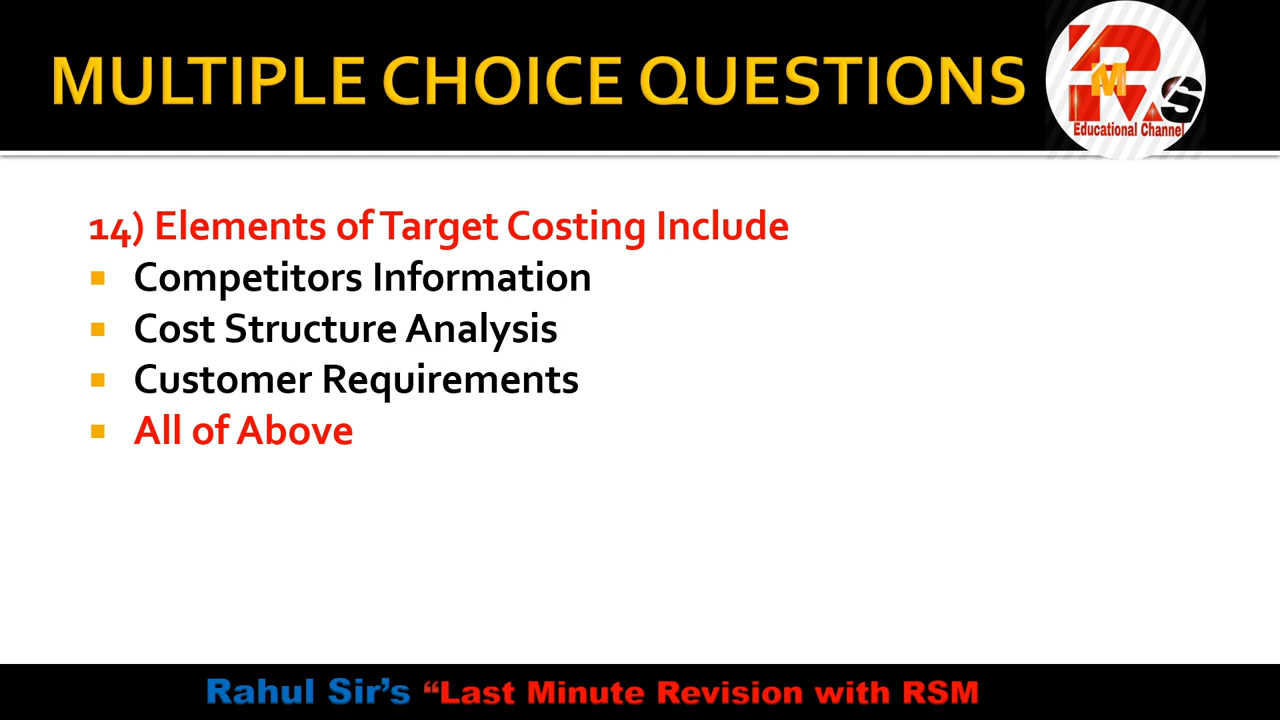 MULTIPLE CHOICE QUESTIONS
RMS
Educational Channel
14) Elements of Target Costing Include
Competitors Information
Cost Structure Analysis
Customer Requirements
All of Above
Rahul Sir's “Last Minute Revision with RSM